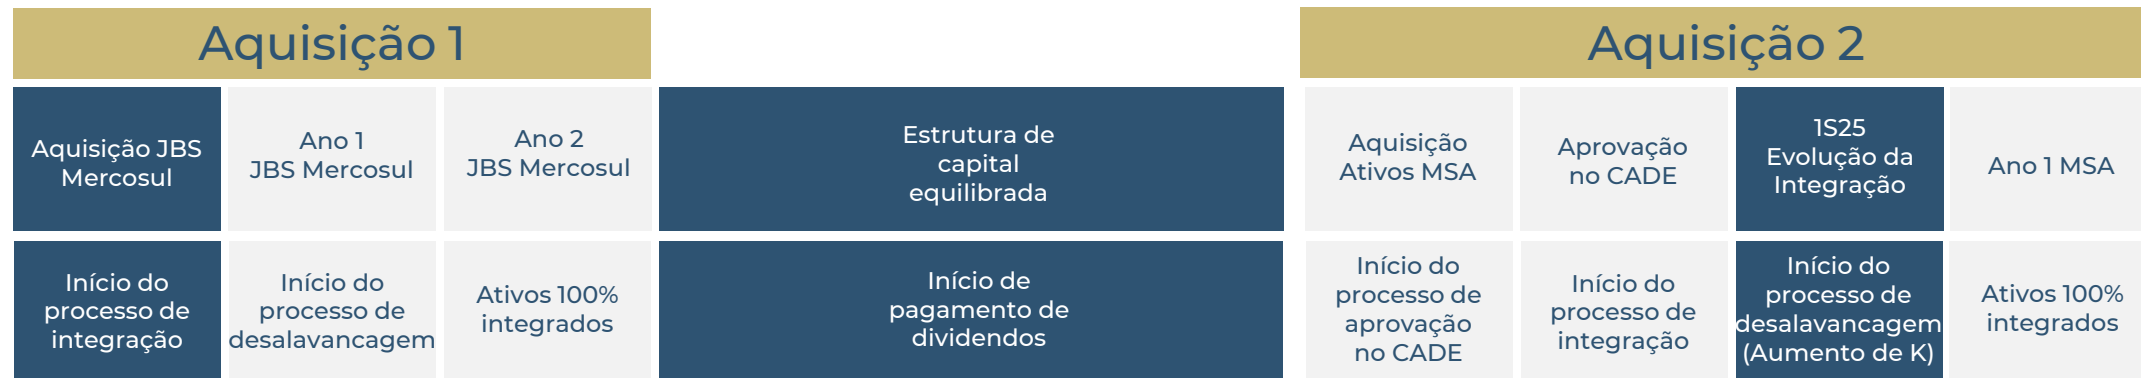 Aquisição 1
Aquisição 2
Aquisição JBS
Mercosul
Ano 1
JBS Mercosul
Ano 2
JBS Mercosul
Estrutura de
capital
equilibrada
Aquisição
Ativos MSA
Aprovação
no CADE
1S25
Evolução da
Integração
Ano 1 MSA
Início do
processo de
integração
Início do
processo de
desalavancagem
Ativos 100%
integrados
Início de
pagamento de
dividendos
Início do
processo de
aprovação
no CADE
Início do
processo de
integração
Início do
processo de
desalavancagem
(Aumento de K)
Ativos 100%
integrados